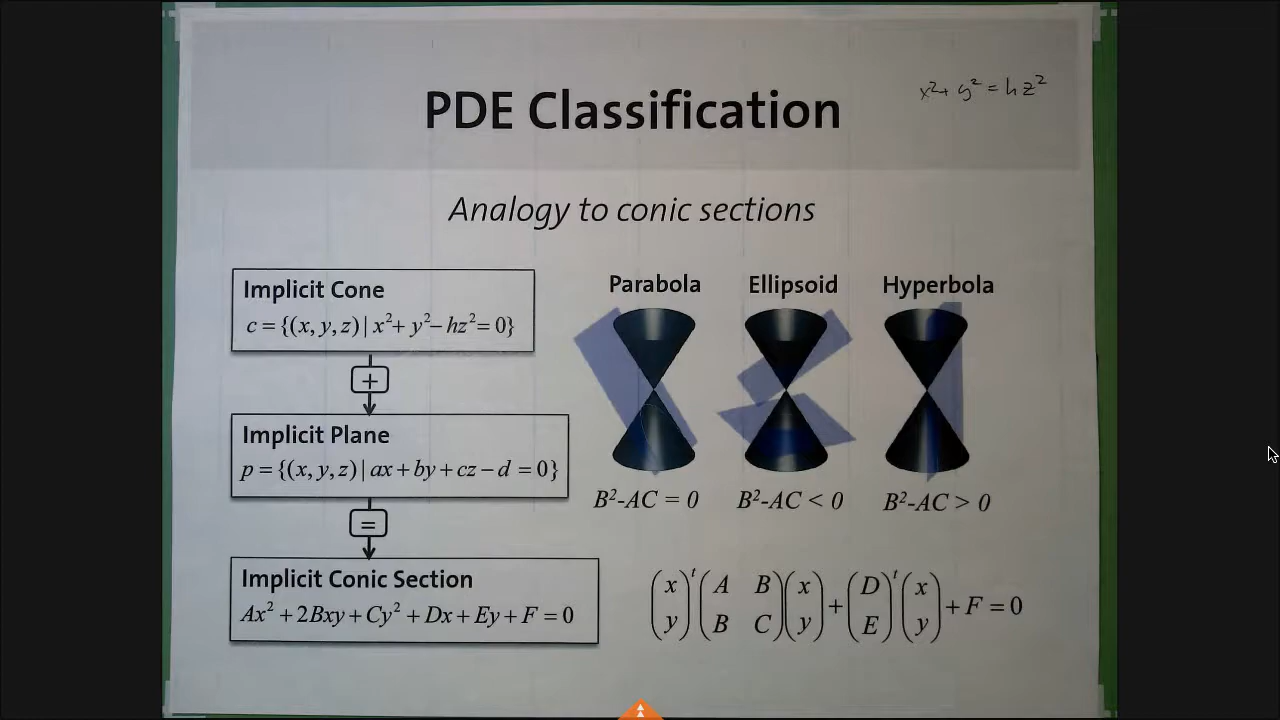 PDE Classification
x²+ y² = hz²
Analogy to conic sections
Implicit Cone
c = {(x, y, z) | x² + y² − hz² = 0}
+
Implicit Plane
p = {(x, y, z) | ax + by + cz − d = 0}
=
Implicit Conic Section
Ax² + 2Bxy + Cy² + Dx + Ey + F = 0
Parabola Ellipsoid Hyperbola
B²-AC = 0 B²-AC < 0 B²-AC > 0
(x y)ᵗ (A B B C) (x y) + (D E)ᵗ (x y) + F = 0